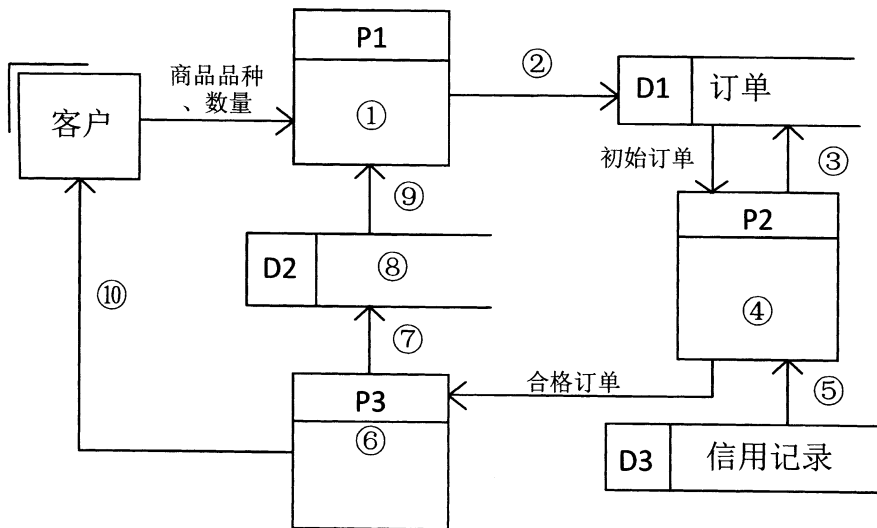 P1
①
商品品种
、数量
客户
②
D1
订单
初始订单
③
P2
④
⑤
D3
信用记录
合格订单
⑨
D2
⑧
⑦
P3
⑥
⑩